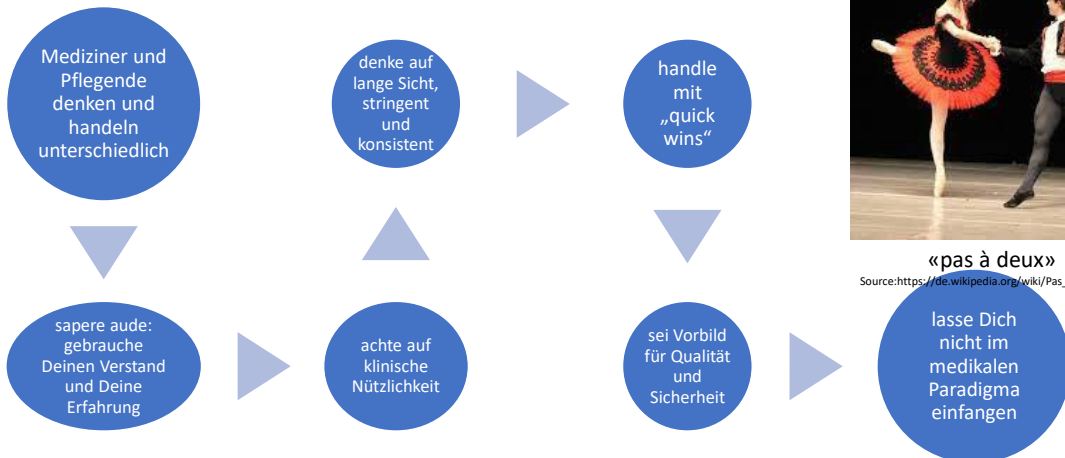 Mediziner und
Pflegende
denken und
handeln
unterschiedlich
sapere aude:
gebrauche
Deinen Verstand
und Deine
Erfahrung
achte auf
klinische
Nützlichkeit
denke auf
lange Sicht,
stringent
und
konsistent
handle
mit
„quick
wins“
sei Vorbild
für Qualität
und
Sicherheit
lasse Dich
nicht im
medikalen
Paradigma
einfangen
«pas à deux»
Source:https://de.wikipedia.org/wiki/Pas_